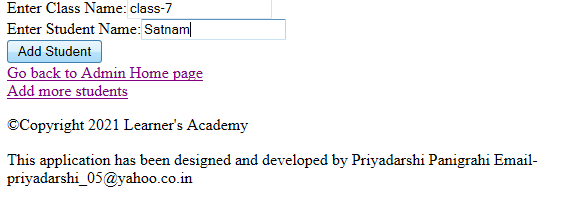 Enter Class Name: class-7
Enter Student Name: Satnam
Add Student
Go back to Admin Home page
Add more students
©Copyright 2021 Learner's Academy
This application has been designed and developed by Priyadarshi Panigrahi Email-
priyadarshi_05@yahoo.co.in